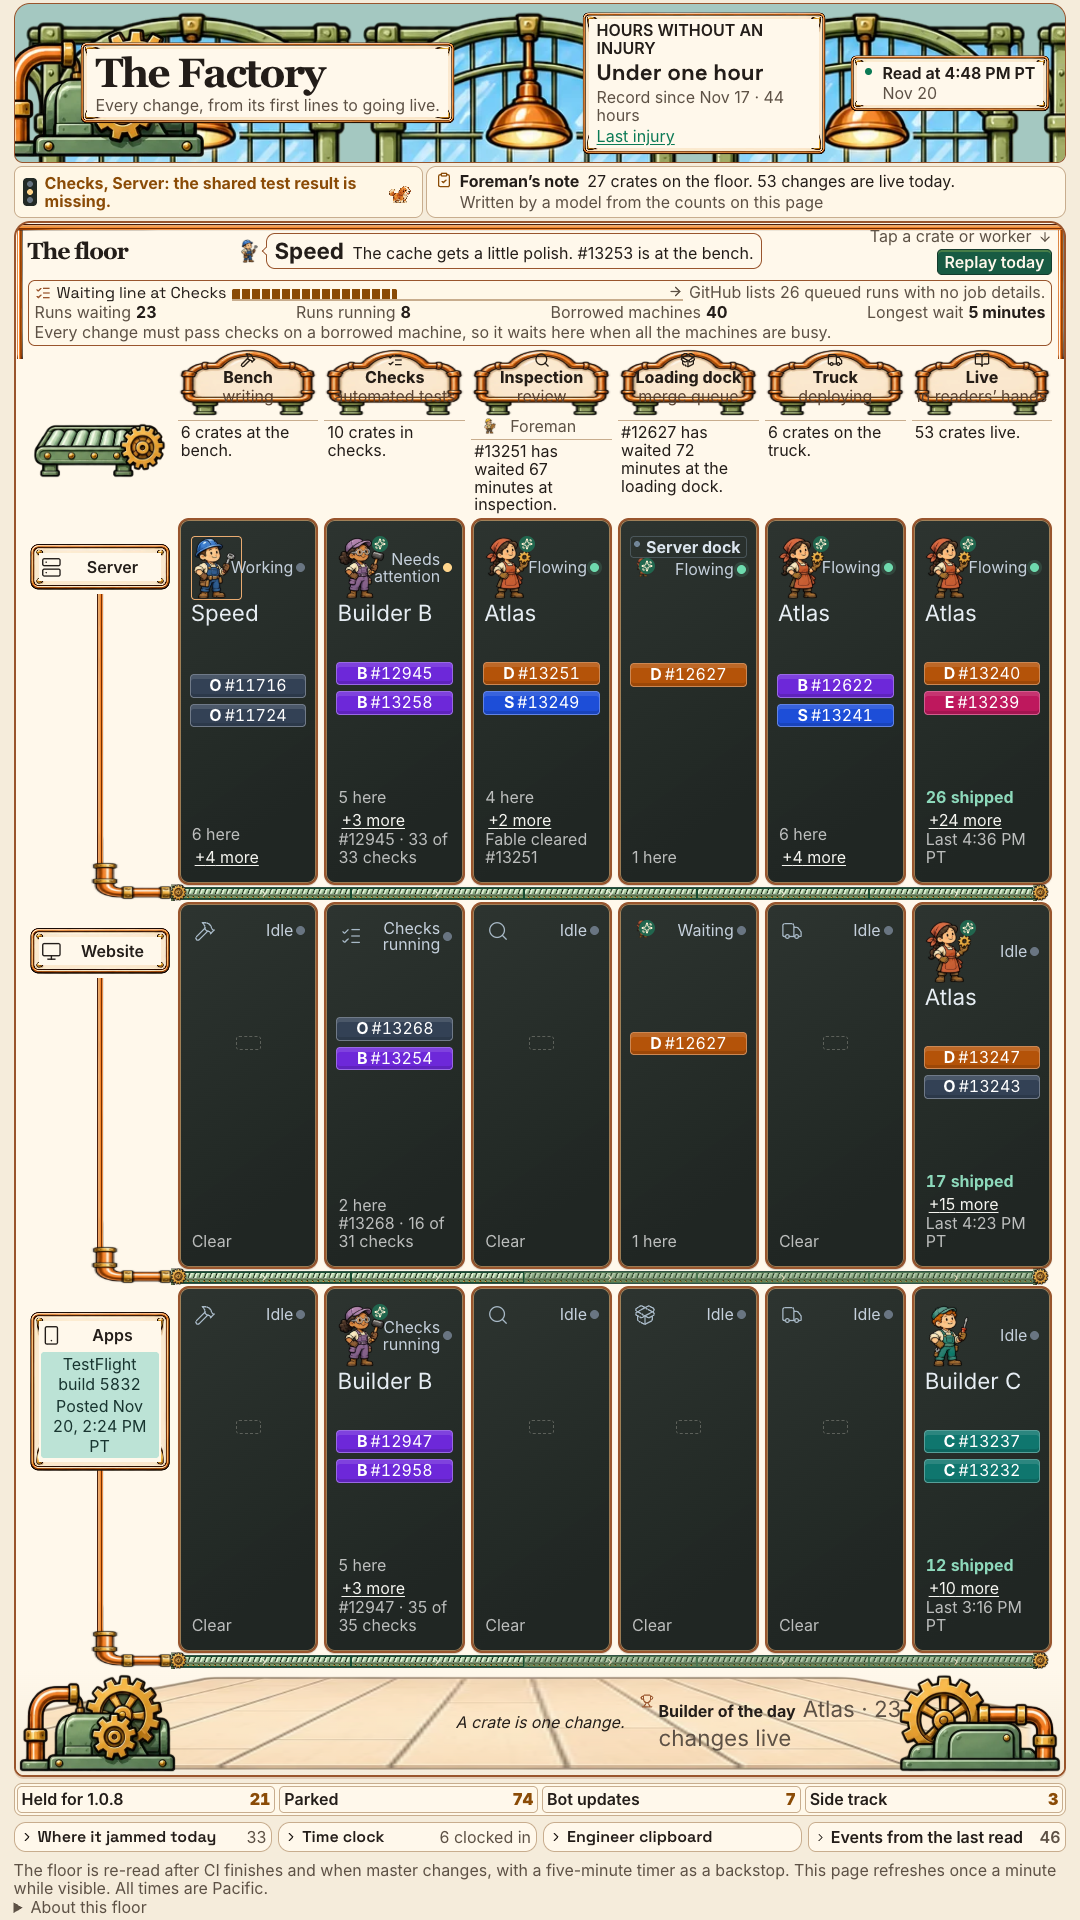 The Factory
Every change, from its first lines to going live.
HOURS WITHOUT AN
INJURY
Under one hour
Record since Nov 17 · 44
hours
Last injury
Read at 4:48 PM PT
Nov 20
Checks, Server: the shared test result is
missing.
Foreman's note 27 crates on the floor. 53 changes are live today.
Written by a model from the counts on this page
The floor
Speed The cache gets a little polish. #13253 is at the bench.
Tap a crate or worker ↓
Replay today
Waiting line at Checks
→ GitHub lists 26 queued runs with no job details.
Runs waiting 23
Runs running 8
Borrowed machines 40
Longest wait 5 minutes
Every change must pass checks on a borrowed machine, so it waits here when all the machines are busy.
Bench
writing
Checks
automated tests
Inspection
review
Loading dock
merge queue
Truck
deploying
Live
readers' hands
6 crates at the
bench.
10 crates in
checks.
Foreman
#13251 has
waited 67
minutes at
inspection.
#12627 has
waited 72
minutes at the
loading dock.
6 crates on the
truck.
53 crates live.
Server
Working
Speed
O #11716
O #11724
6 here
+4 more
Needs
attention
Builder B
B #12945
B #13258
5 here
+3 more
#12945 · 33 of
33 checks
Flowing
Atlas
D #13251
S #13249
4 here
+2 more
Fable cleared
#13251
Server dock
Flowing
D #12627
1 here
Flowing
Atlas
B #12622
S #13241
6 here
+4 more
Flowing
Atlas
D #13240
E #13239
26 shipped
+24 more
Last 4:36 PM
PT
Website
Idle
Clear
Checks
running
O #13268
B #13254
2 here
#13268 · 16 of
31 checks
Idle
Clear
Waiting
D #12627
1 here
Idle
Clear
Idle
Atlas
D #13247
O #13243
17 shipped
+15 more
Last 4:23 PM
PT
Apps
TestFlight
build 5832
Posted Nov
20, 2:24 PM
PT
Idle
Clear
Checks
running
Builder B
B #12947
B #12958
5 here
+3 more
#12947 · 35 of
35 checks
Idle
Clear
Idle
Clear
Idle
Clear
Idle
Builder C
C #13237
C #13232
12 shipped
+10 more
Last 3:16 PM
PT
A crate is one change.
Builder of the day Atlas · 23
changes live
Held for 1.0.8 21
Parked 74
Bot updates 7
Side track 3
Where it jammed today 33
Time clock 6 clocked in
Engineer clipboard
Events from the last read 46
The floor is re-read after CI finishes and when master changes, with a five-minute timer as a backstop. This page refreshes once a minute
while visible. All times are Pacific.
▶ About this floor